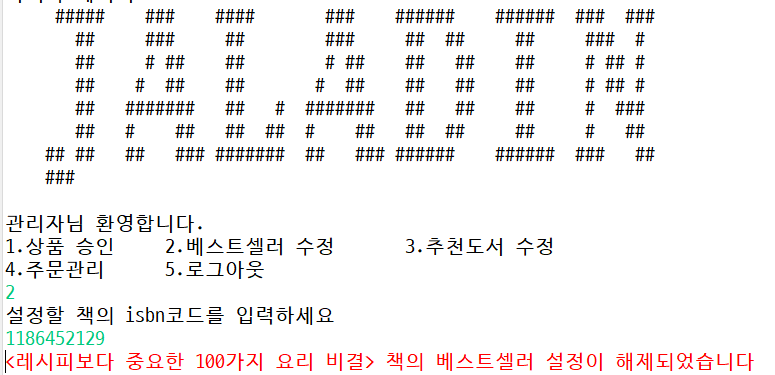 JALADIN
관리자님 환영합니다.
1.상품 승인 2.베스트셀러 수정 3.추천도서 수정
4.주문관리 5.로그아웃
2
설정할 책의 isbn코드를 입력하세요
1186452129
<레시피보다 중요한 100가지 요리 비결> 책의 베스트셀러 설정이 해제되었습니다